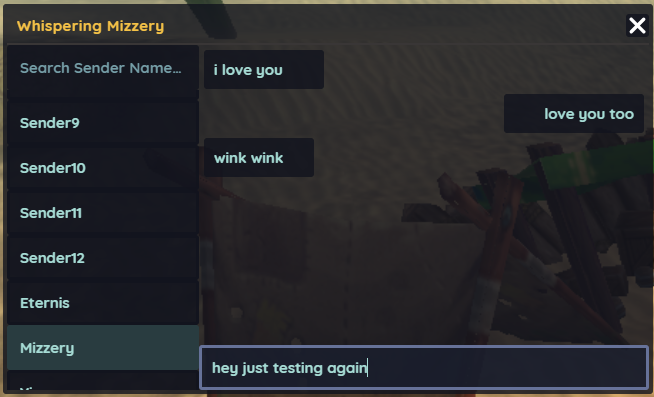 Whispering Mizzery
Search Sender Name...
Sender9
Sender10
Sender11
Sender12
Eternis
Mizzery
i love you
love you too
wink wink
hey just testing again